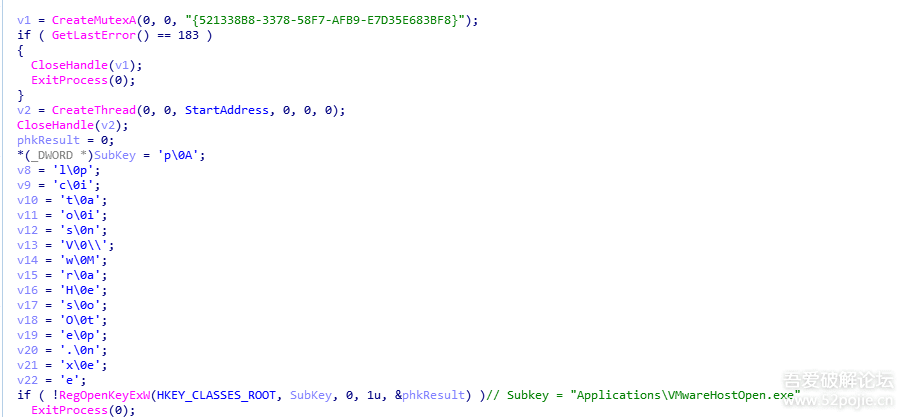 v1 = CreateMutexA(0, 0, "{521338B8-3378-58F7-AFB9-E7D35E683BF8}");
if ( GetLastError() == 183 )
{
CloseHandle(v1);
ExitProcess(0);
}
v2 = CreateThread(0, 0, StartAddress, 0, 0, 0);
CloseHandle(v2);
phkResult = 0;
*(_DWORD *)SubKey = 'p\0A';
v8 = 'l\0p';
v9 = 'c\0i';
v10 = 't\0a';
v11 = 'o\0i';
v12 = 's\0n';
v13 = 'V\0\\';
v14 = 'w\0M';
v15 = 'r\0a';
v16 = 'H\0e';
v17 = 's\0o';
v18 = 'O\0t';
v19 = 'e\0p';
v20 = '.\0n';
v21 = 'x\0e';
v22 = 'e';
if ( !RegOpenKeyExW(HKEY_CLASSES_ROOT, SubKey, 0, 1u, &phkResult) )// Subkey = "Applications\VMwareHostOpen.exe"
ExitProcess(0);
吾爱破解论坛
www.52pojie.cn